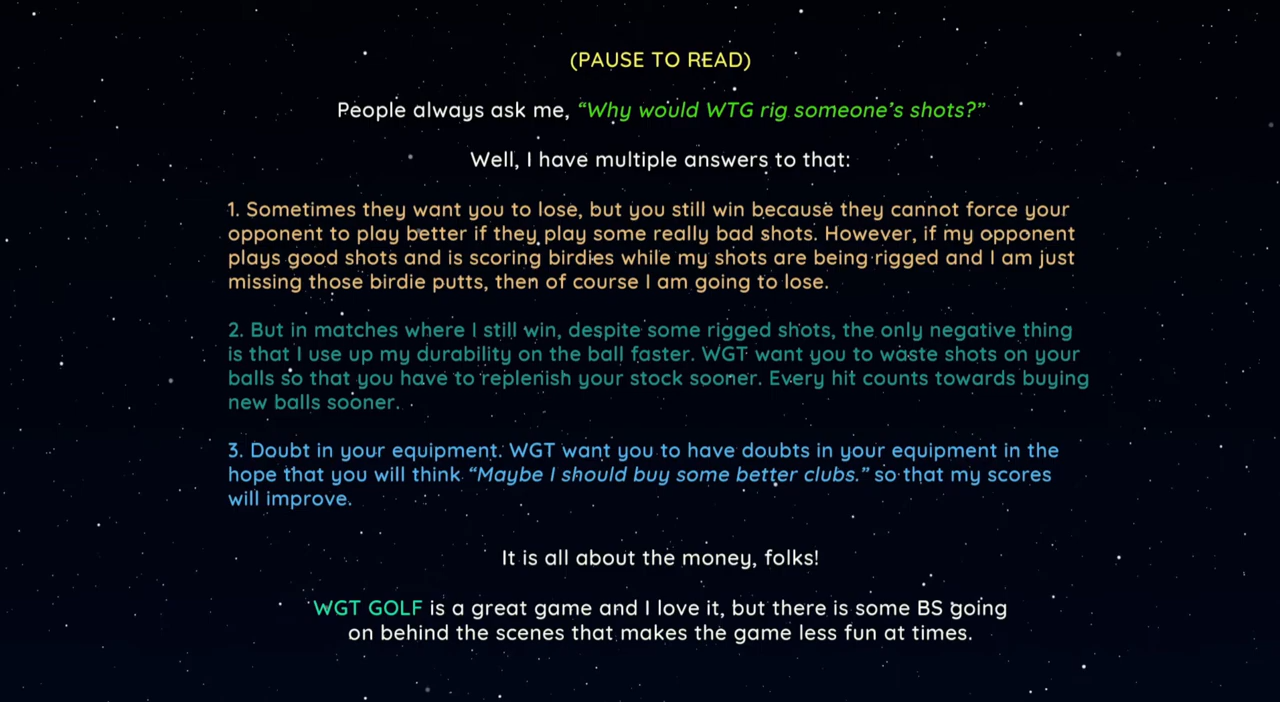 (PAUSE TO READ)
People always ask me, “Why would WTG rig someone’s shots?”
Well, I have multiple answers to that:
1. Sometimes they want you to lose, but you still win because they cannot force your
opponent to play better if they play some really bad shots. However, if my opponent
plays good shots and is scoring birdies while my shots are being rigged and I am just
missing those birdie putts, then of course I am going to lose.
2. But in matches where I still win, despite some rigged shots, the only negative thing
is that I use up my durability on the ball faster. WGT want you to waste shots on your
balls so that you have to replenish your stock sooner. Every hit counts towards buying
new balls sooner.
3. Doubt in your equipment. WGT want you to have doubts in your equipment in the
hope that you will think “Maybe I should buy some better clubs.” so that my scores
will improve.
It is all about the money, folks!
WGT GOLF is a great game and I love it, but there is some BS going
on behind the scenes that makes the game less fun at times.